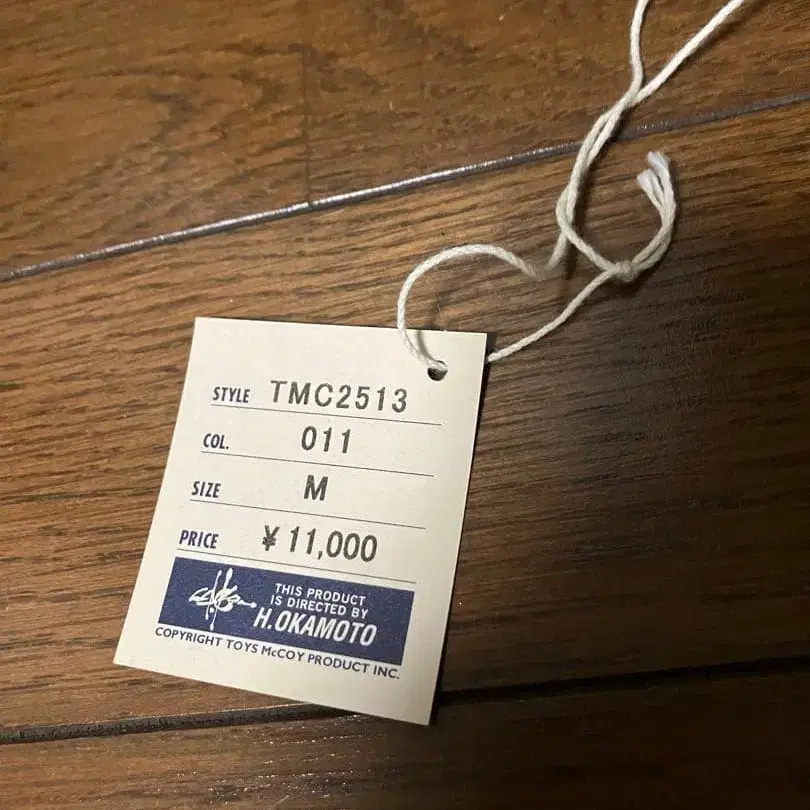 STYLE TMC2513
COL. 011
SIZE M
PRICE ¥11,000
THIS PRODUCT
IS DIRECTED BY
H.OKAMOTO
COPYRIGHT TOYS McCOY PRODUCT INC.